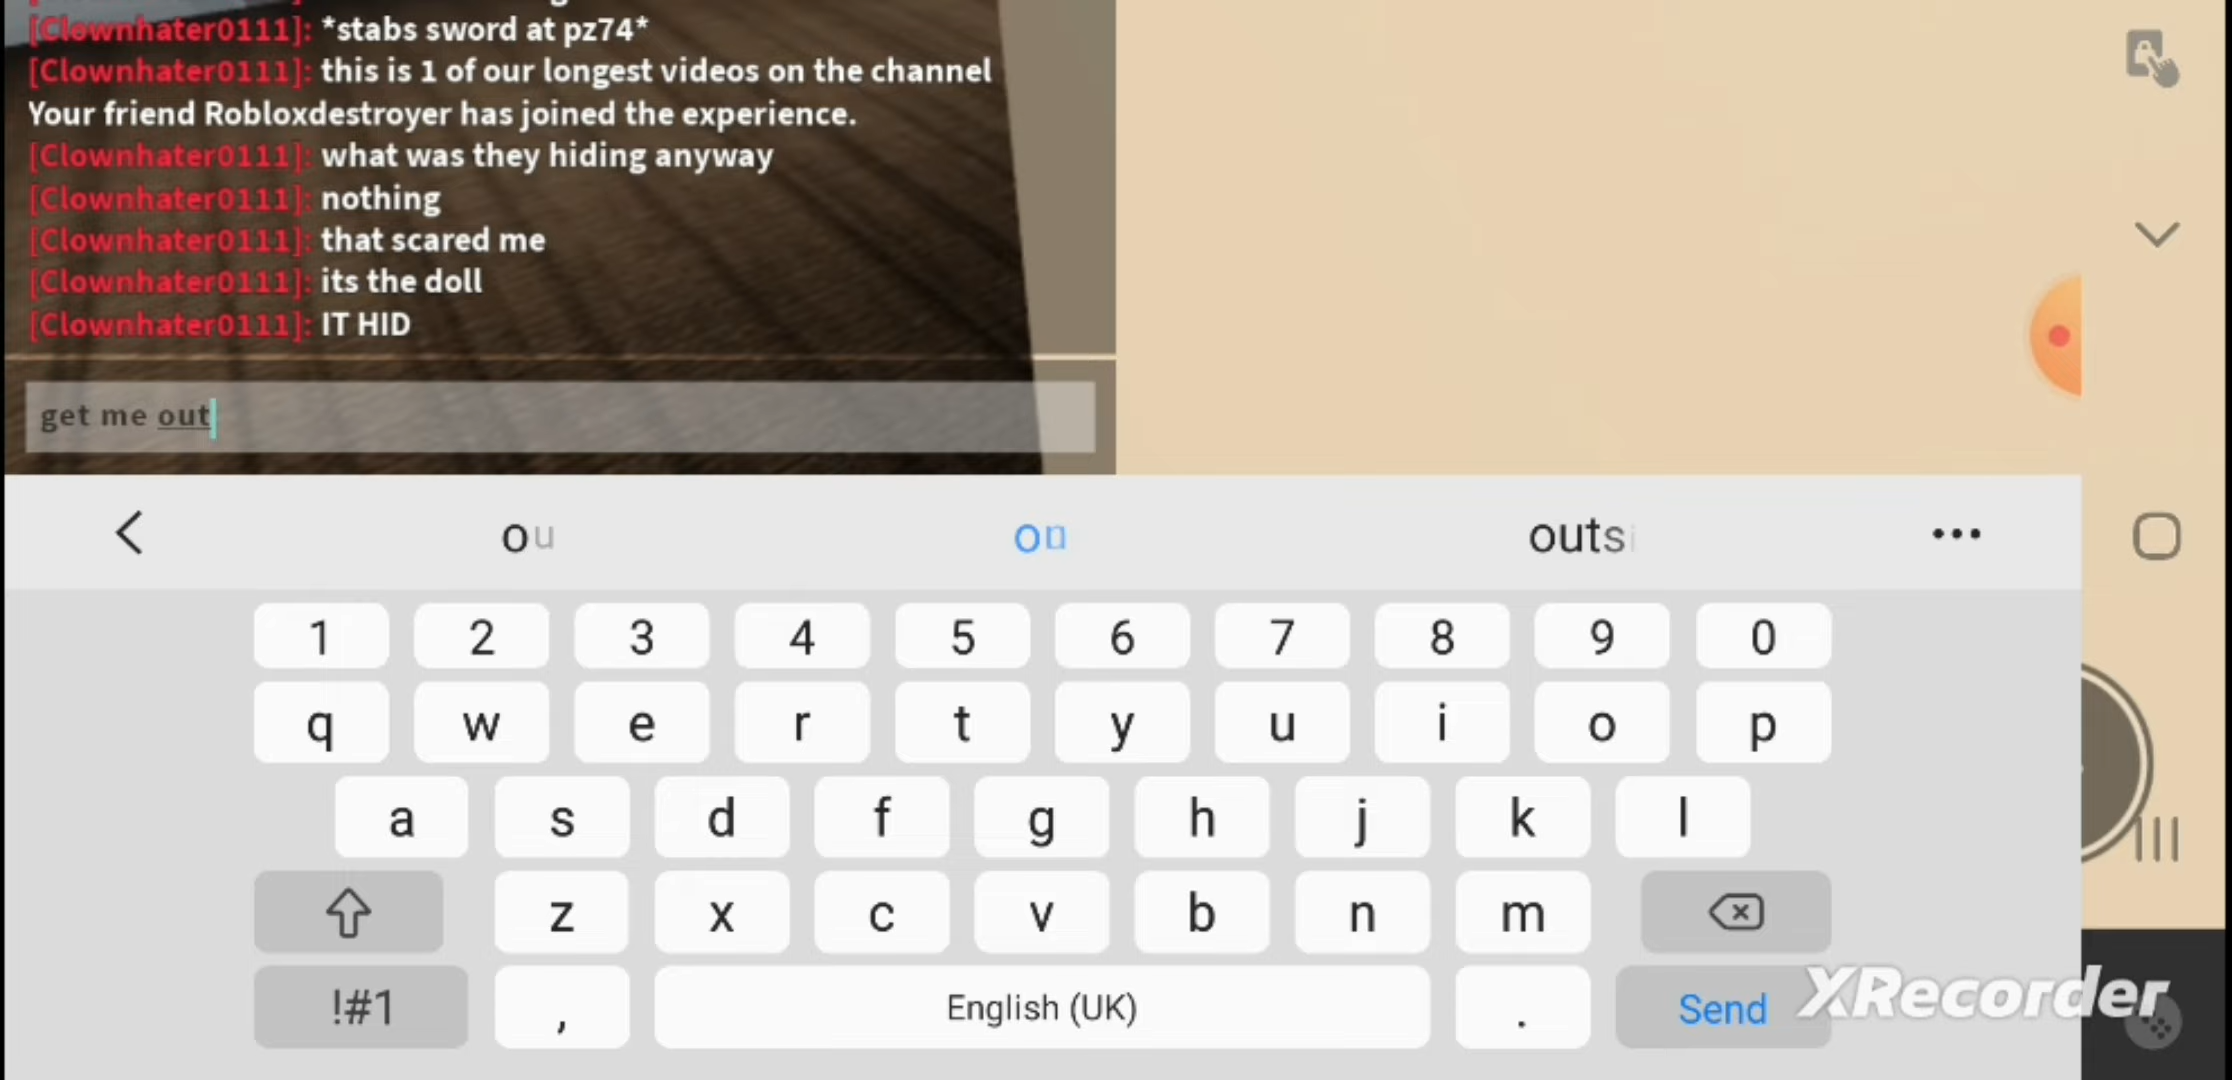 [Clownhater0111]: *stabs sword at pz74*
[Clownhater0111]: this is 1 of our longest videos on the channel
Your friend Robloxdestroyer has joined the experience.
[Clownhater0111]: what was they hiding anyway
[Clownhater0111]: nothing
[Clownhater0111]: that scared me
[Clownhater0111]: its the doll
[Clownhater0111]: IT HID
get me out
ou on outs
1 2 3 4 5 6 7 8 9 0
q w e r t y u i o p
a s d f g h j k l
z x c v b n m
!#1 , English (UK) . Send
XRecorder